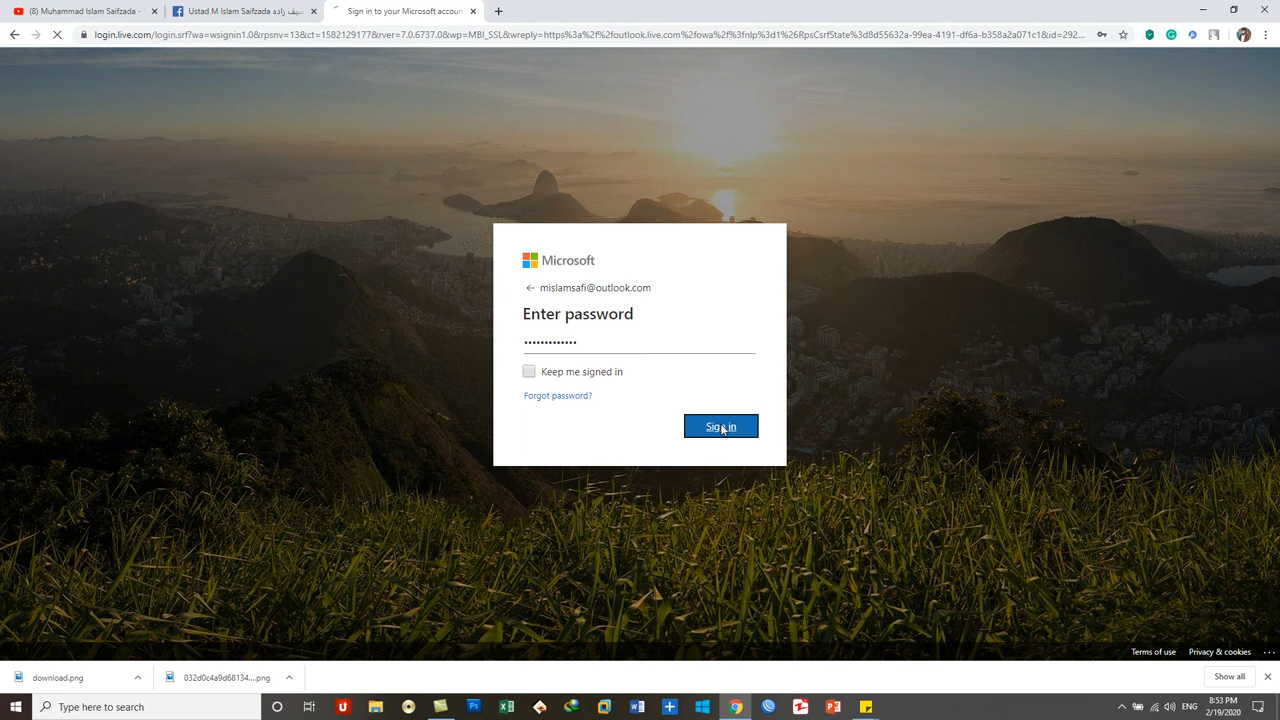 (8) Muhammad Islam Saifzada -
Ustad M Islam Saifzada سیف زاده
Sign in to your Microsoft accoun
login.live.com/login.srf?wa=wsignin1.0&rpsnv=13&ct=1582129177&rver=7.0.6737.0&wp=MBI_SSL&wreply=https%3a%2f%2foutlook.live.com%2fowa%2f%3fnlp%3d1%26RpsCsrfState%3d8d55632a-99ea-4191-df6a-b358a2a071c1&id=292...
Microsoft
← mislamsafi@outlook.com
Enter password
•••••••••••••
Keep me signed in
Forgot password?
Sign in
Terms of use Privacy & cookies ...
download.png
032d0c4a9d68134....png
Show all
Type here to search
ENG
8:53 PM
2/19/2020